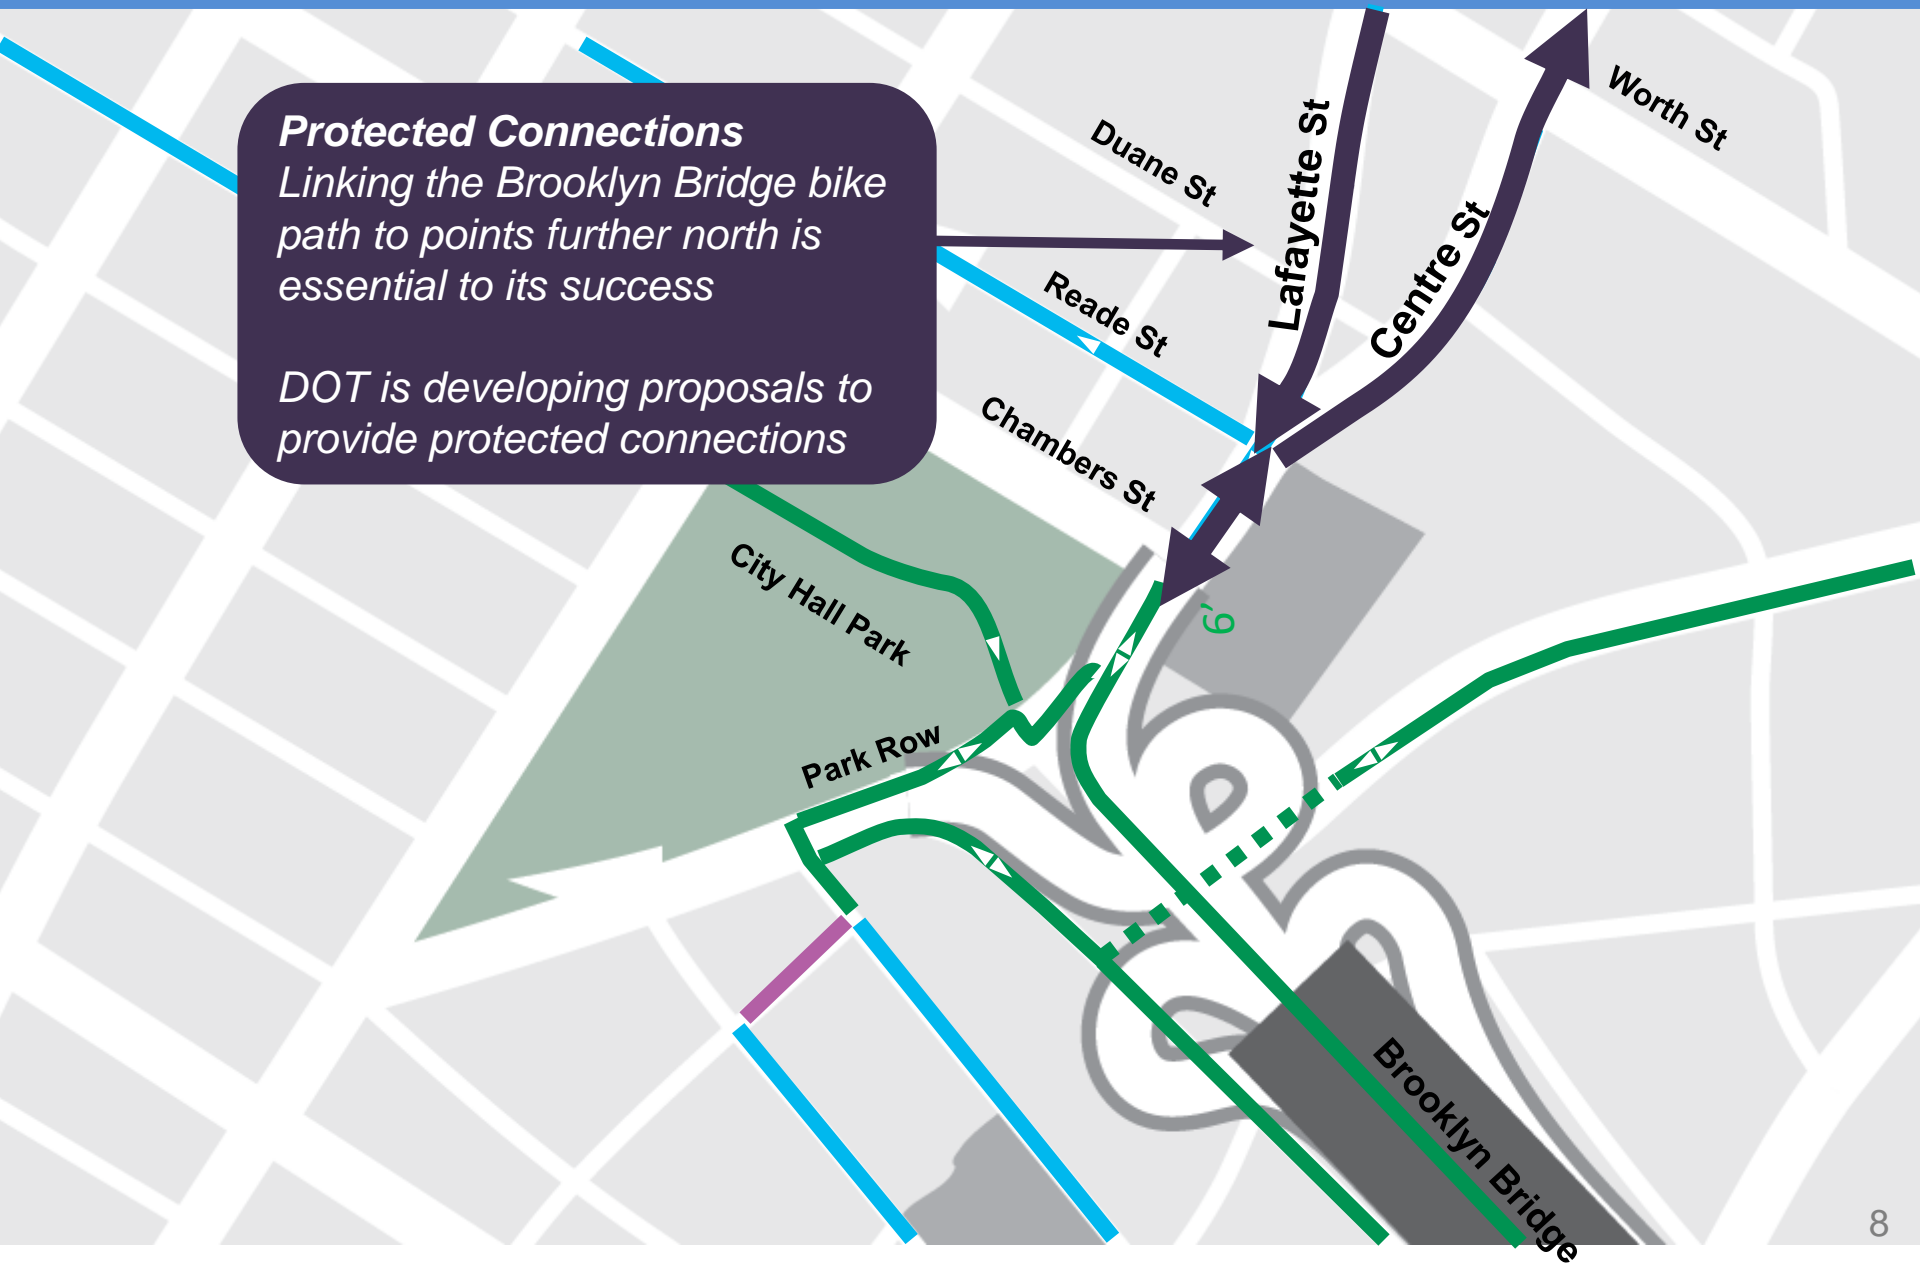 Protected Connections
Linking the Brooklyn Bridge bike
path to points further north is
essential to its success
DOT is developing proposals to
provide protected connections
Worth St
Duane St
Lafayette St
Centre St
Reade St
Chambers St
City Hall Park
9'
Park Row
Brooklyn Bridge
8